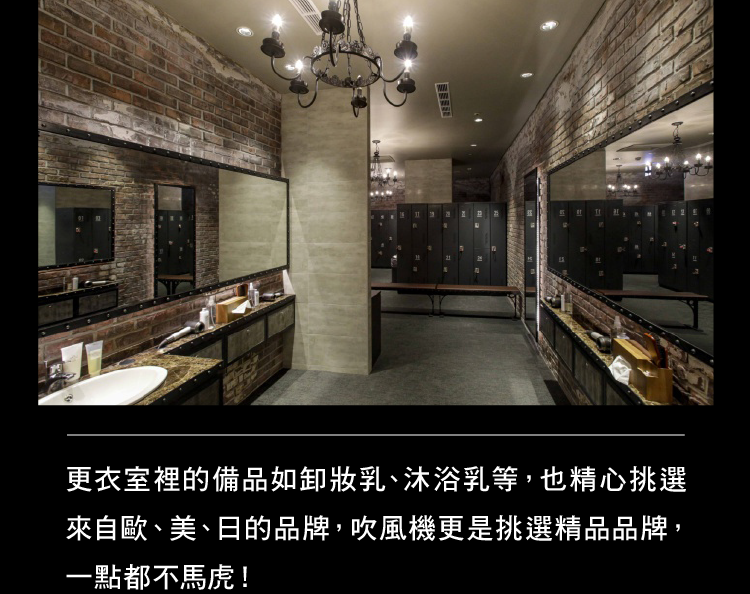 更衣室裡的備品如卸妝乳、沐浴乳等，也精心挑選
來自歐、美、日的品牌，吹風機更是挑選精品品牌，
一點都不馬虎！